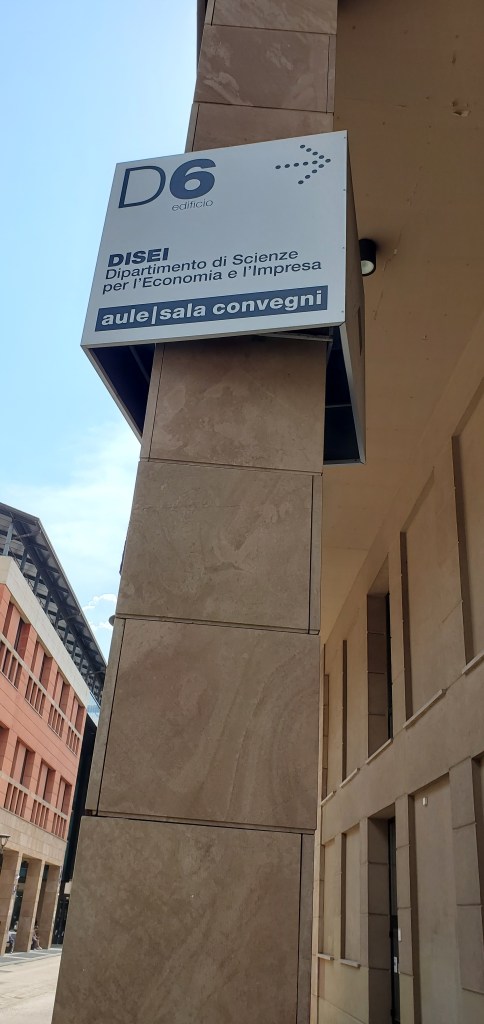 D6
edificio
DISEI
Dipartimento di Scienze
per l'Economia e l'Impresa
aule|sala convegni